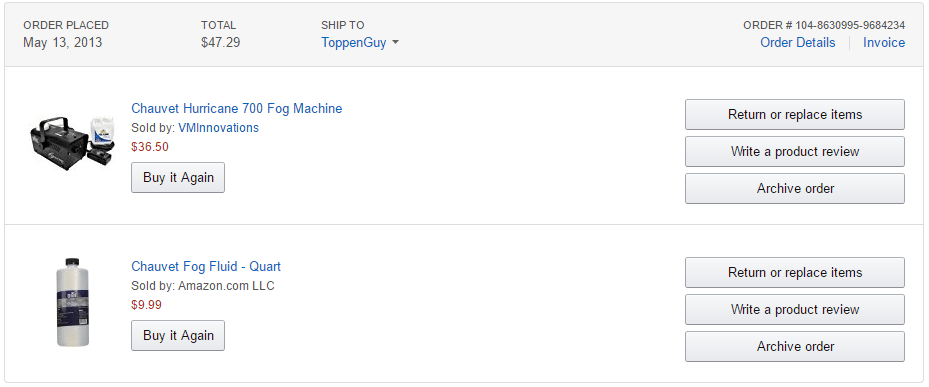 ORDER PLACED
May 13, 2013
TOTAL
$47.29
SHIP TO
ToppenGuy
ORDER # 104-8630995-9684234
Order Details
Invoice
Chauvet Hurricane 700 Fog Machine
Sold by: VMInnovations
$36.50
Buy it Again
Return or replace items
Write a product review
Archive order
Chauvet Fog Fluid - Quart
Sold by: Amazon.com LLC
$9.99
Buy it Again
Return or replace items
Write a product review
Archive order